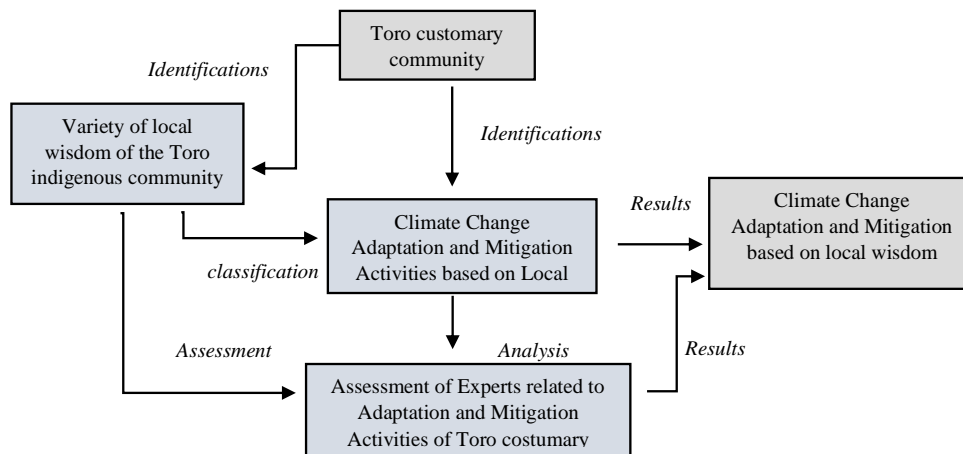 Toro customary
community
Identifications
Variety of local
wisdom of the Toro
indigenous community
Identifications
Climate Change
Adaptation and Mitigation
Activities based on Local
Results
Climate Change
Adaptation and Mitigation
based on local wisdom
classification
Assessment
Analysis
Results
Assessment of Experts related to
Adaptation and Mitigation
Activities of Toro costumary